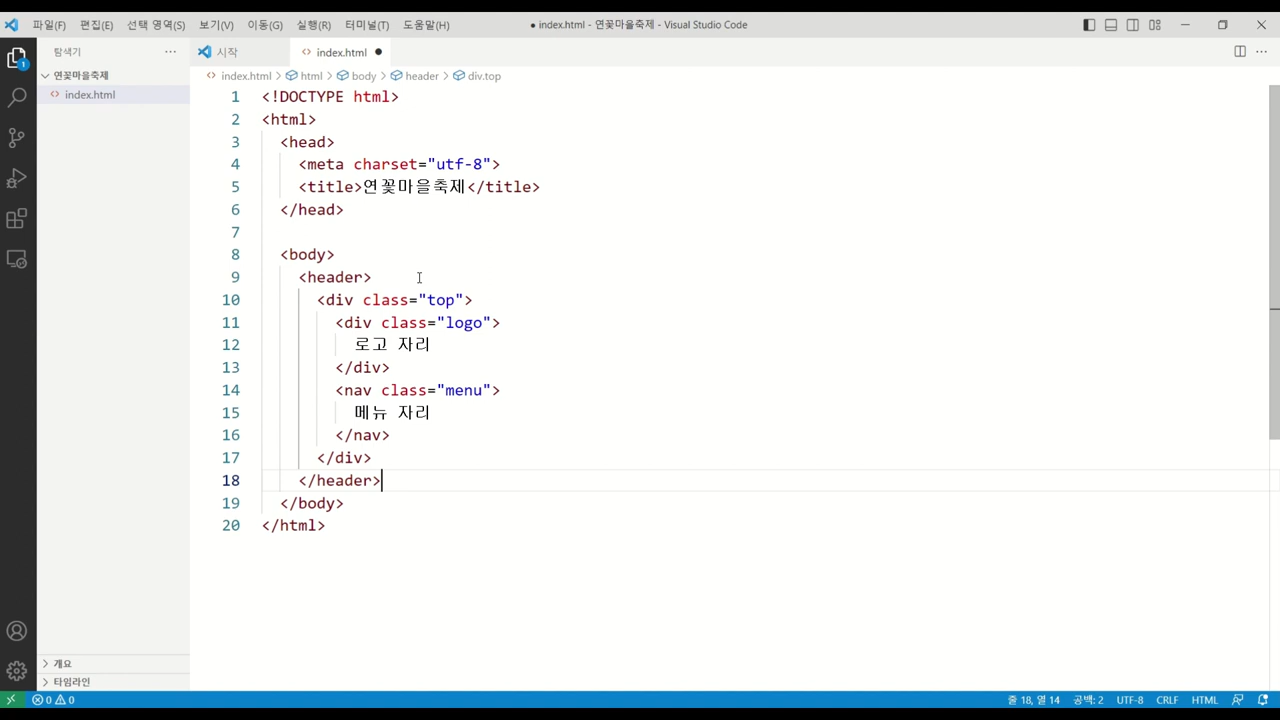 파일(F) 편집(E) 선택 영역(S) 보기(V) 이동(G) 실행(R) 터미널(T) 도움말(H) ● index.html - 연꽃마을축제 - Visual Studio Code
탐색기 ···
시작 <> index.html ●
연꽃마을축제
<> index.html
<> index.html > html > body > header > div.top
1 <!DOCTYPE html>
2 <html>
3 <head>
4 <meta charset="utf-8">
5 <title>연꽃마을축제</title>
6 </head>
7
8 <body>
9 <header>
10 <div class="top">
11 <div class="logo">
12 로고 자리
13 </div>
14 <nav class="menu">
15 메뉴 자리
16 </nav>
17 </div>
18 </header>
19 </body>
20 </html>
1
> 개요
> 타임라인
0 0 줄 18, 열 14 공백: 2 UTF-8 CRLF HTML